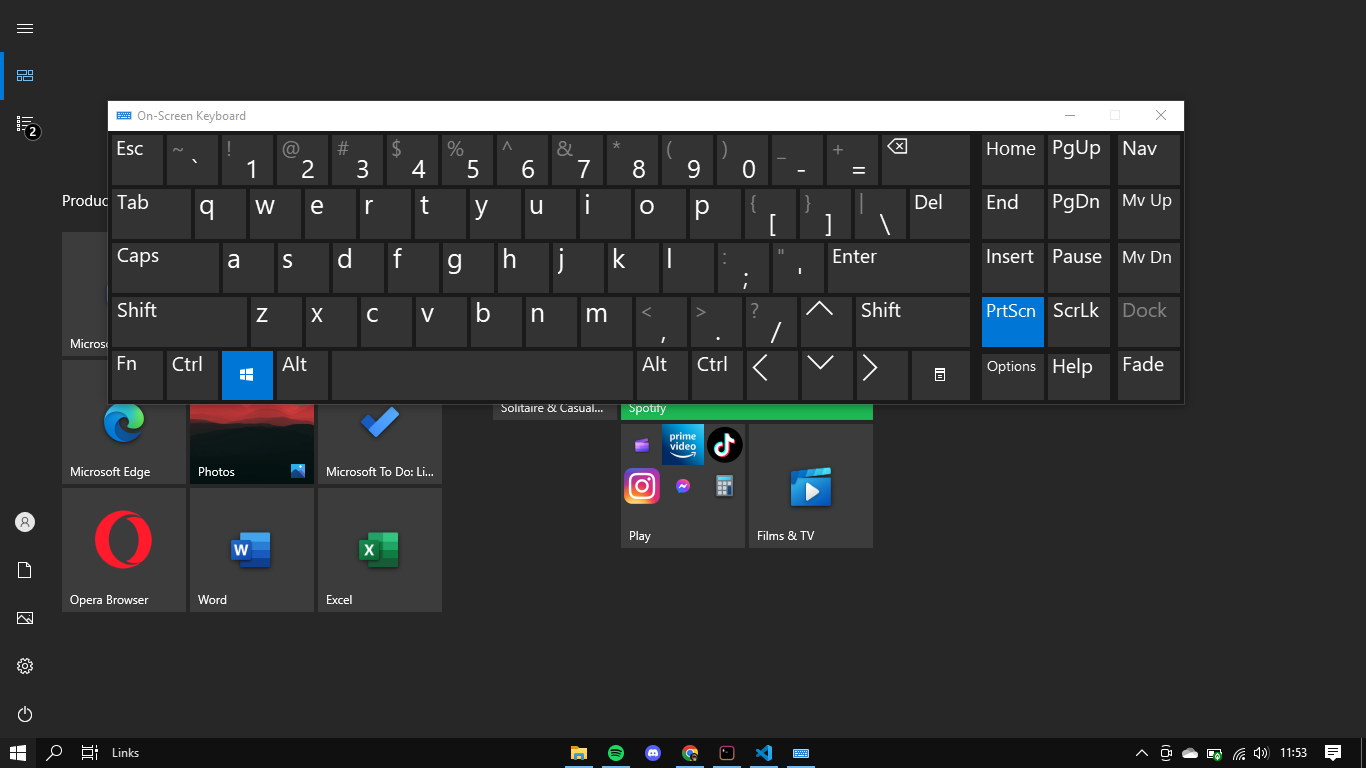 2
On-Screen Keyboard
Esc ~ ` ! 1 @ 2 # 3 $ 4 % 5 ^ 6 & 7 * 8 ( 9 ) 0 _ - + = Home PgUp Nav
Tab q w e r t y u i o p { [ } ] | \ Del End PgDn Mv Up
Caps a s d f g h j k l : ; " ' Enter Insert Pause Mv Dn
Shift z x c v b n m < , > . ? / Shift PrtScn ScrLk Dock
Fn Ctrl Alt Alt Ctrl Options Help Fade
Produc
Micros
Solitaire & Casual...
Spotify
prime
video
Microsoft Edge
Photos
Microsoft To Do: Li...
Play
Films & TV
W
X
Opera Browser
Word
Excel
Links
11:53